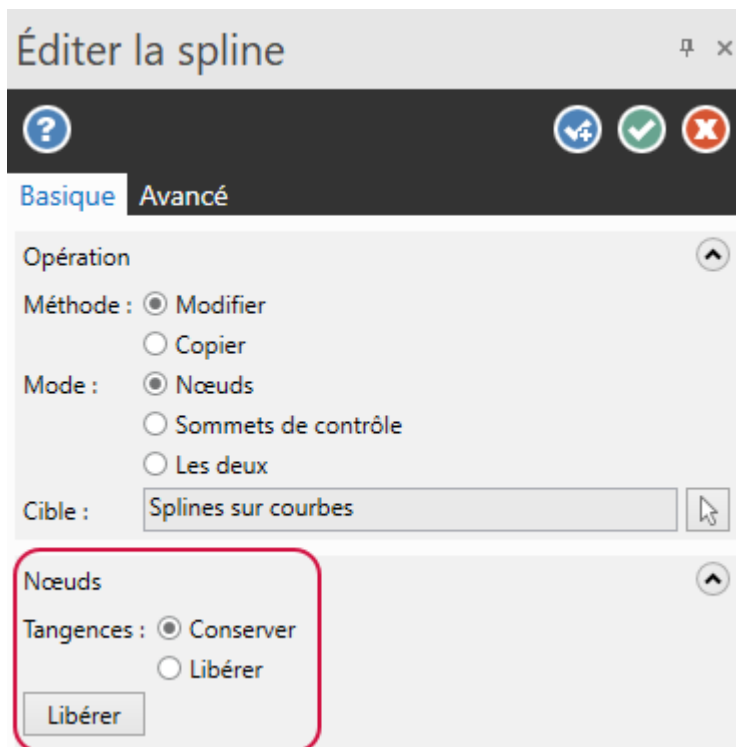 Éditer la spline
Basique Avancé
Opération
Méthode : Modifier
Copier
Mode : Nœuds
Sommets de contrôle
Les deux
Cible : Splines sur courbes
Nœuds
Tangences : Conserver
Libérer
Libérer